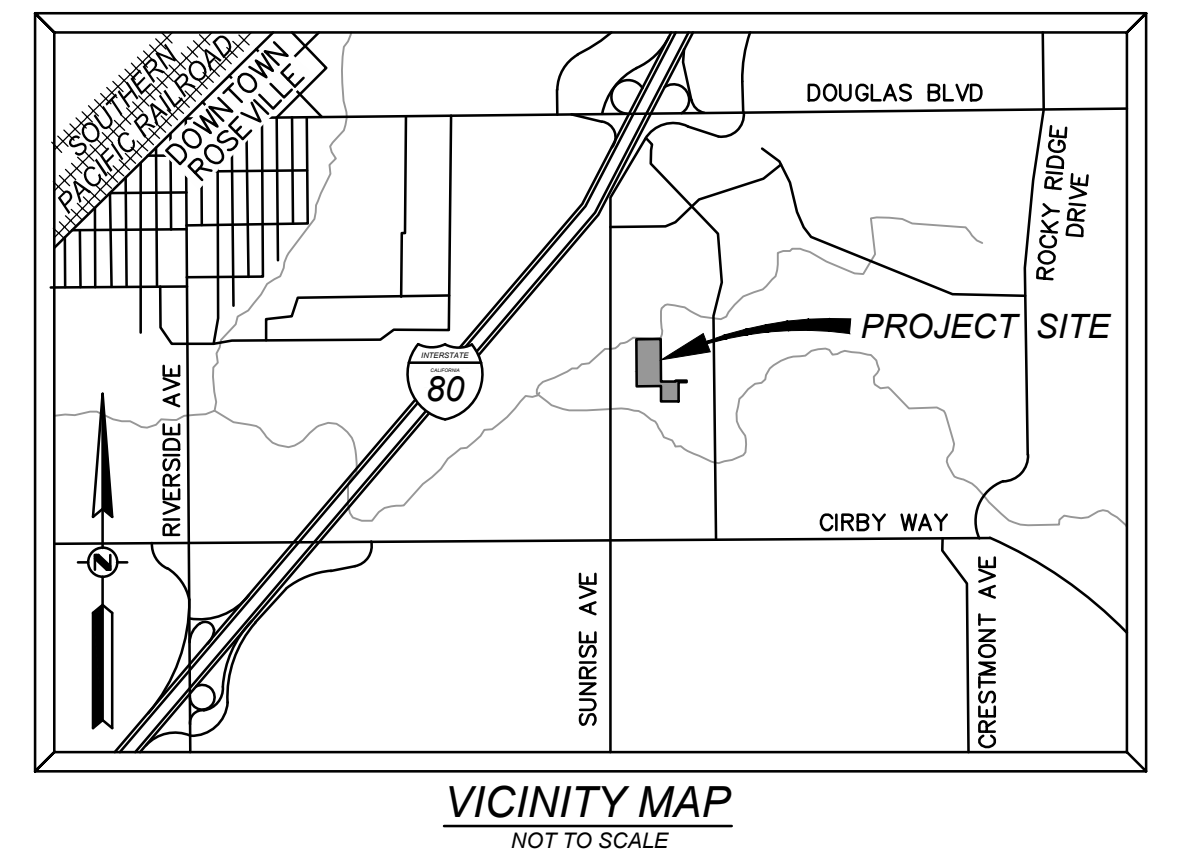 SOUTHERN
PACIFIC RAILROAD
DOWNTOWN
ROSEVILLE
DOUGLAS BLVD
ROCKY RIDGE
DRIVE
PROJECT SITE
INTERSTATE
CALIFORNIA
80
RIVERSIDE AVE
N
CIRBY WAY
SUNRISE AVE
CRESTMONT AVE
VICINITY MAP
NOT TO SCALE